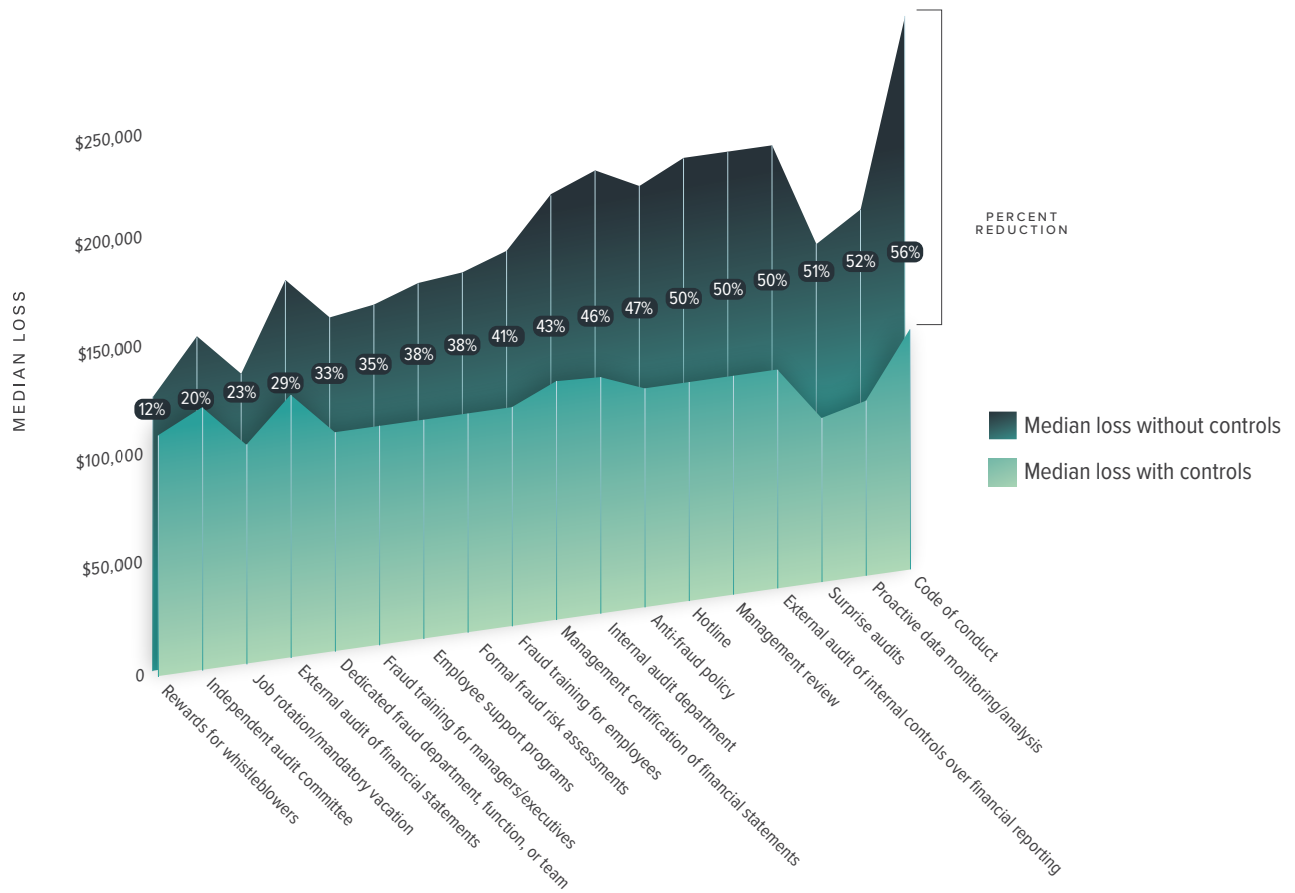 $250,000
$200,000
$150,000
$100,000
$50,000
0
MEDIAN LOSS
12%
20%
23%
29%
33%
35%
38%
38%
41%
43%
46%
47%
50%
50%
50%
51%
52%
56%
PERCENT
REDUCTION
Median loss without controls
Median loss with controls
Rewards for whistleblowers
Independent audit committee
Job rotation/mandatory vacation
External audit of financial statements
Dedicated fraud department, function, or team
Fraud training for managers/executives
Employee support programs
Formal fraud risk assessments
Fraud training for employees
Management certification of financial statements
Internal audit department
Anti-fraud policy
Hotline
Management review
External audit of internal controls over financial reporting
Surprise audits
Proactive data monitoring/analysis
Code of conduct